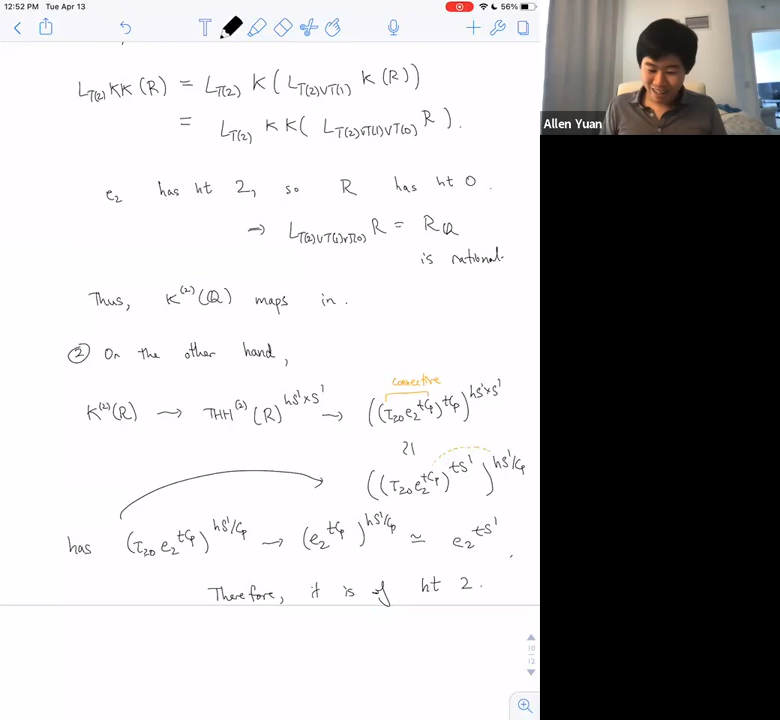 12:52 PM Tue Apr 13
56%
L_{T(2)} KK(R) = L_{T(2)} K( L_{T(2)∨T(1)} K(R) )
= L_{T(2)} KK( L_{T(2)∨T(1)∨T(0)} R ).
e_2 has ht 2, so R has ht 0.
→ L_{T(2)∨T(1)∨T(0)} R = R_ℚ
is rational.
Thus, K^{(2)}(ℚ) maps in.
② On the other hand,
connective
K^{(2)}(R) → THH^{(2)}(R)^{hS^1×S^1} → ((τ_{≥0} e_2^{tC_p})^{tC_p})^{hS^1×S^1}
≃
((τ_{≥0} e_2^{tC_p})^{tS^1})^{hS^1/C_p}
has (τ_{≥0} e_2^{tC_p})^{hS^1/C_p} → (e_2^{tC_p})^{hS^1/C_p} ≃ e_2^{tS^1}.
Therefore, it is of ht 2.
Allen Yuan